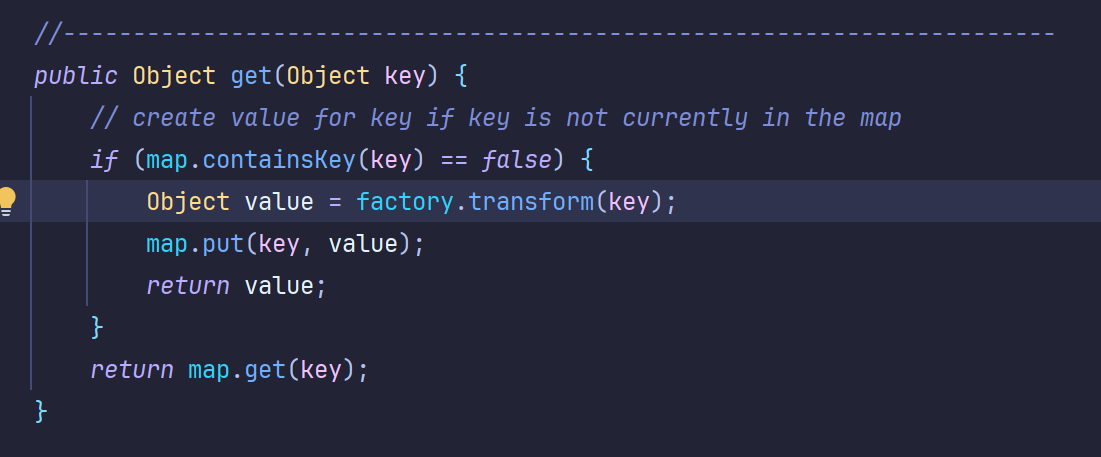 //-----------------------------------------------------------------------
public Object get(Object key) {
    // create value for key if key is not currently in the map
    if (map.containsKey(key) == false) {
        Object value = factory.transform(key);
        map.put(key, value);
        return value;
    }
    return map.get(key);
}